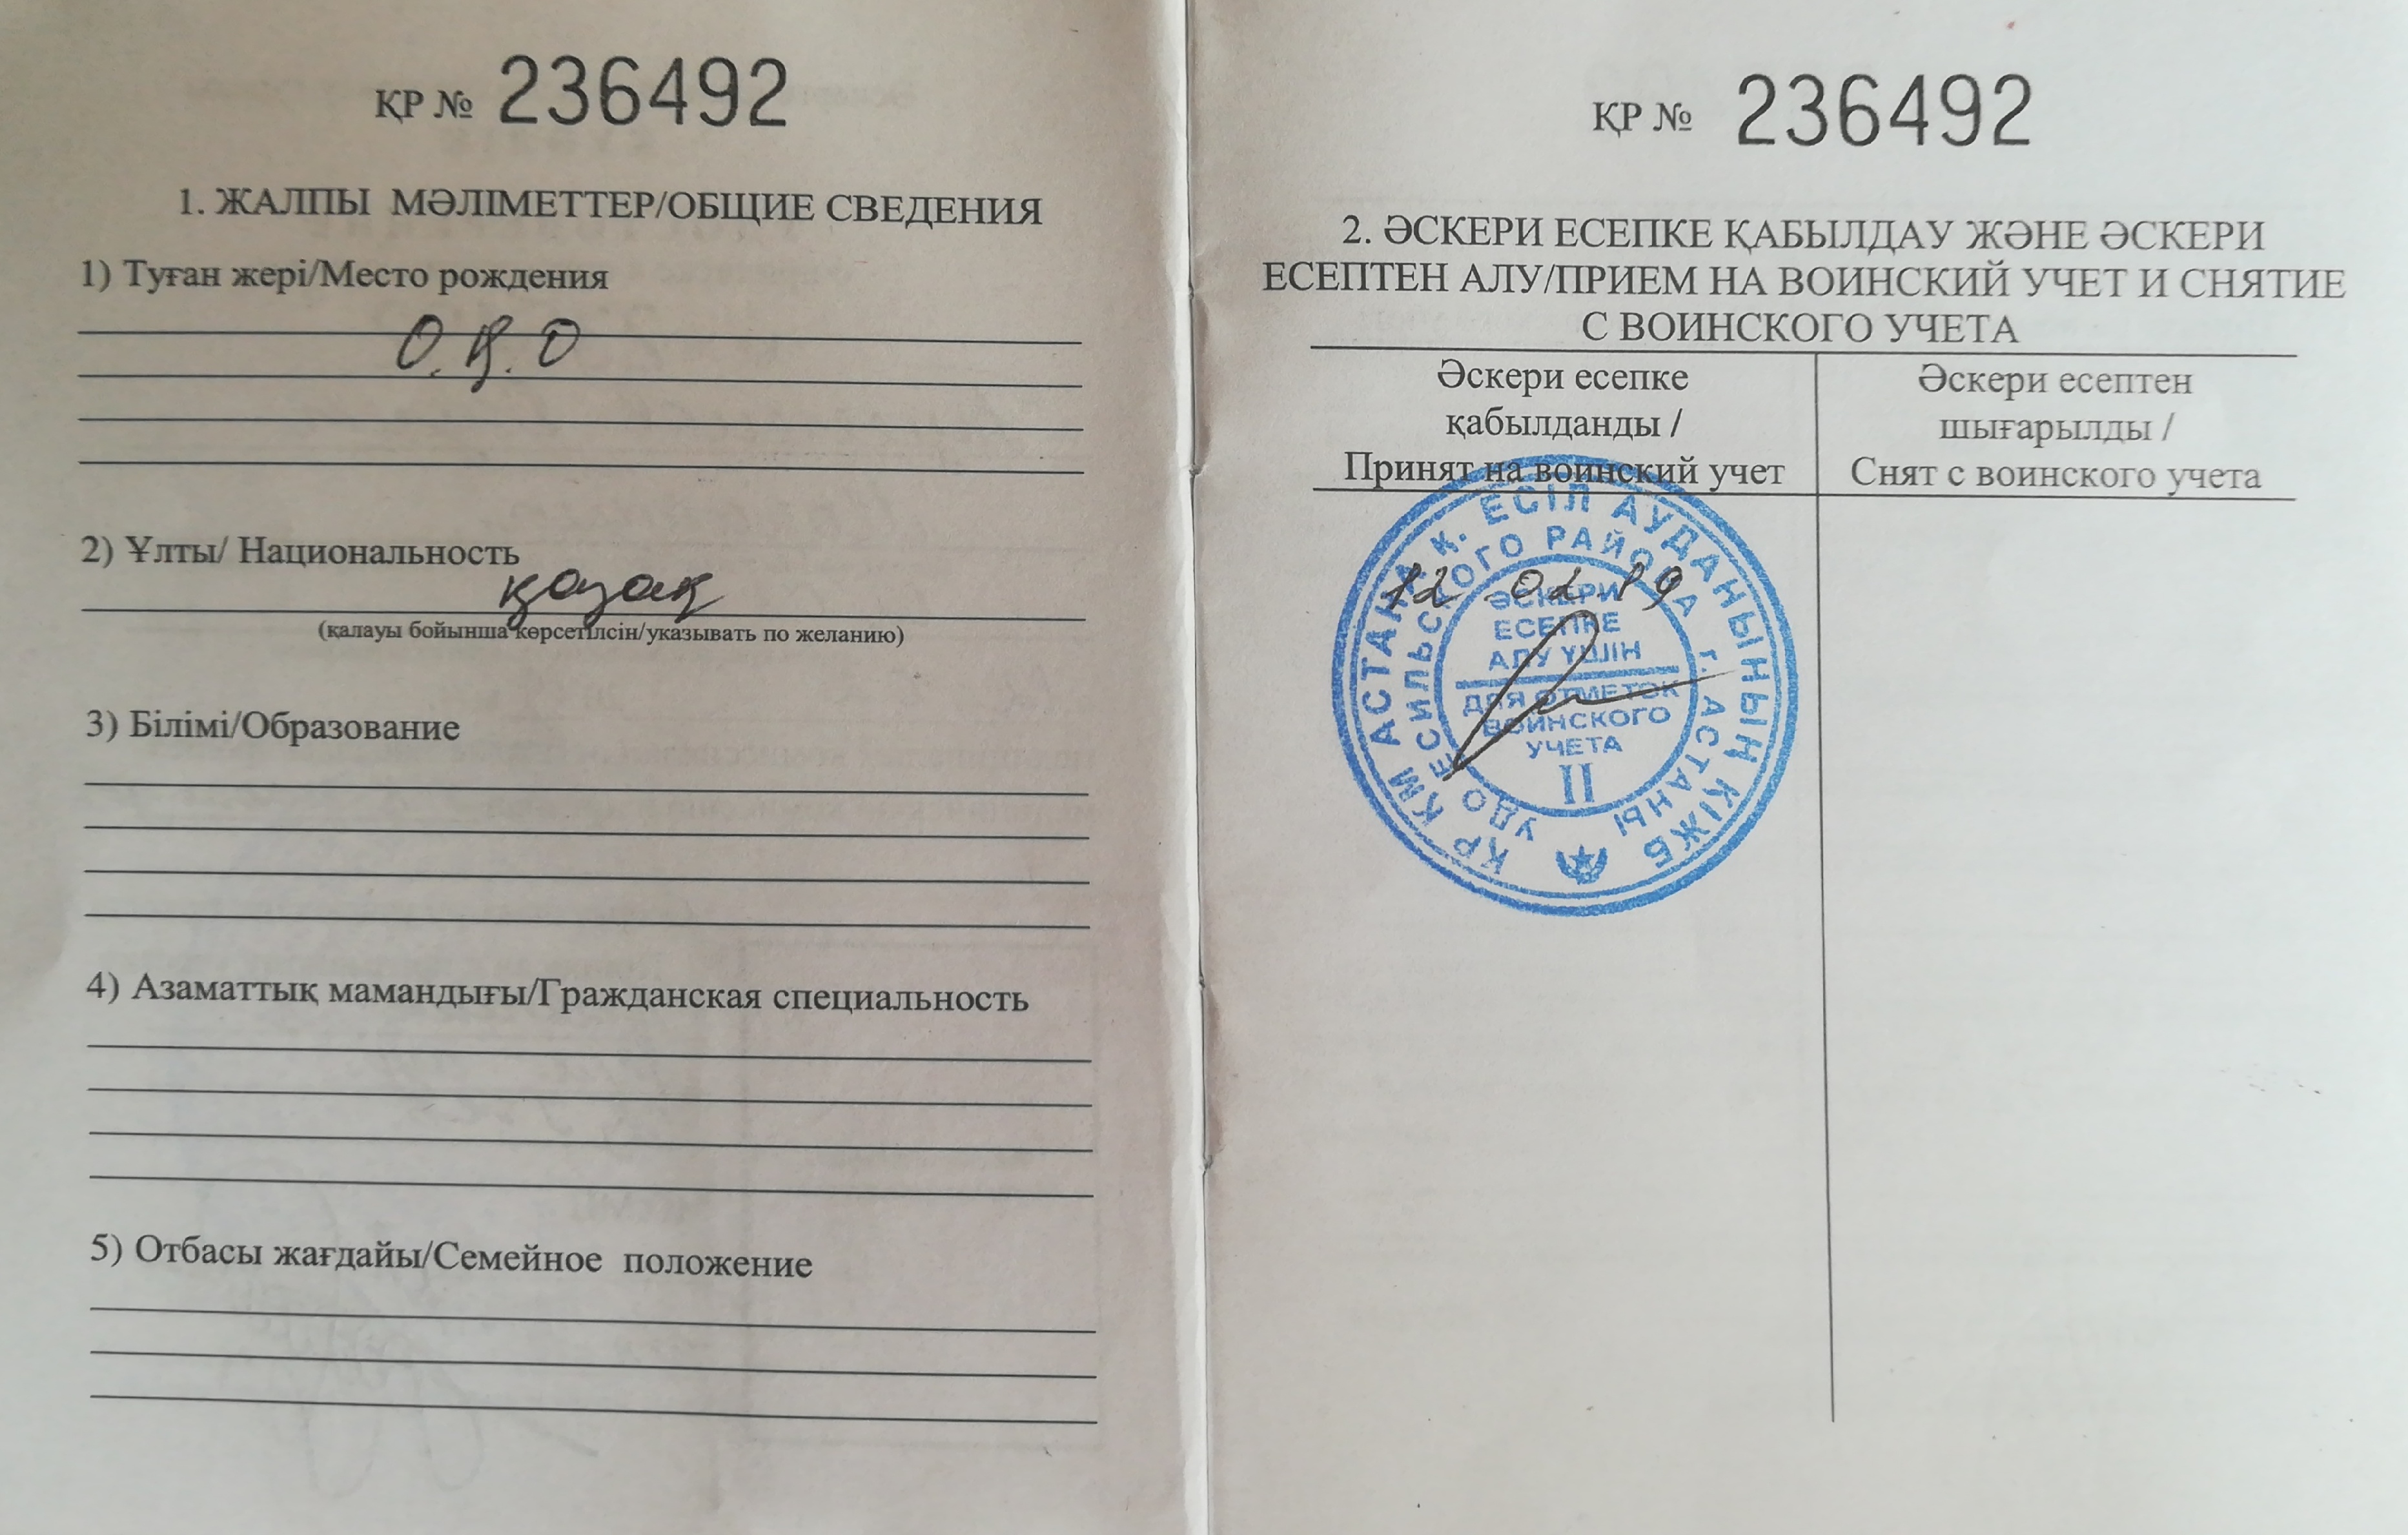 ҚР № 236492
1. ЖАЛПЫ МӘЛІМЕТТЕР/ОБЩИЕ СВЕДЕНИЯ
1) Туған жері/Место рождения
О.Қ.О
2) Ұлты/ Национальность
қазақ
(қалауы бойынша көрсетілсін/указывать по желанию)
3) Білімі/Образование
4) Азаматтық мамандығы/Гражданская специальность
5) Отбасы жағдайы/Семейное положение
ҚР № 236492
2. ӘСКЕРИ ЕСЕПКЕ ҚАБЫЛДАУ ЖӘНЕ ӘСКЕРИ
ЕСЕПТЕН АЛУ/ПРИЕМ НА ВОИНСКИЙ УЧЕТ И СНЯТИЕ
С ВОИНСКОГО УЧЕТА
Әскери есепке
қабылданды /
Принят на воинский учет
Әскери есептен
шығарылды /
Снят с воинского учета
ҚР ҚМ АСТАНА Қ. ЕСІЛ АУДАНЫНЫҢ ҚІЖБ
УДО ЕСИЛЬСКОГО РАЙОНА г. АСТАНЫ
12.02.19
ӘСКЕРИ
ЕСЕПКЕ
АЛУ ҮШІН
ДЛЯ ОТМЕТОК
ВОИНСКОГО
УЧЕТА
II